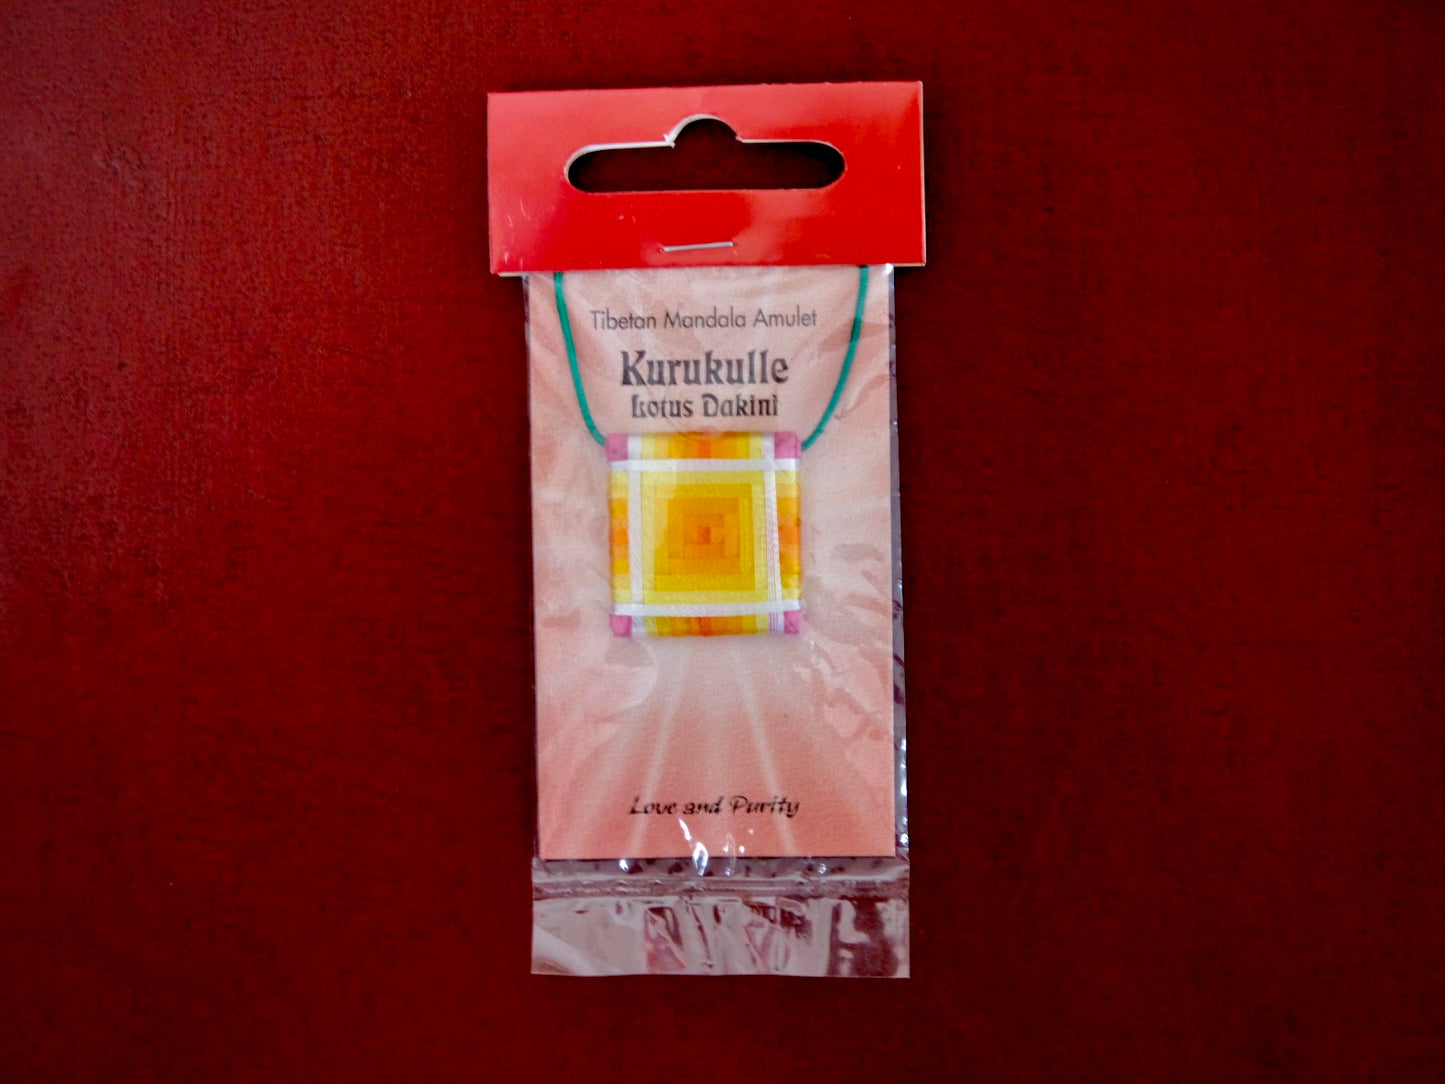 Tibetan Mandala Amulet
Kurukulle
Lotus Dakini
Love and Purity